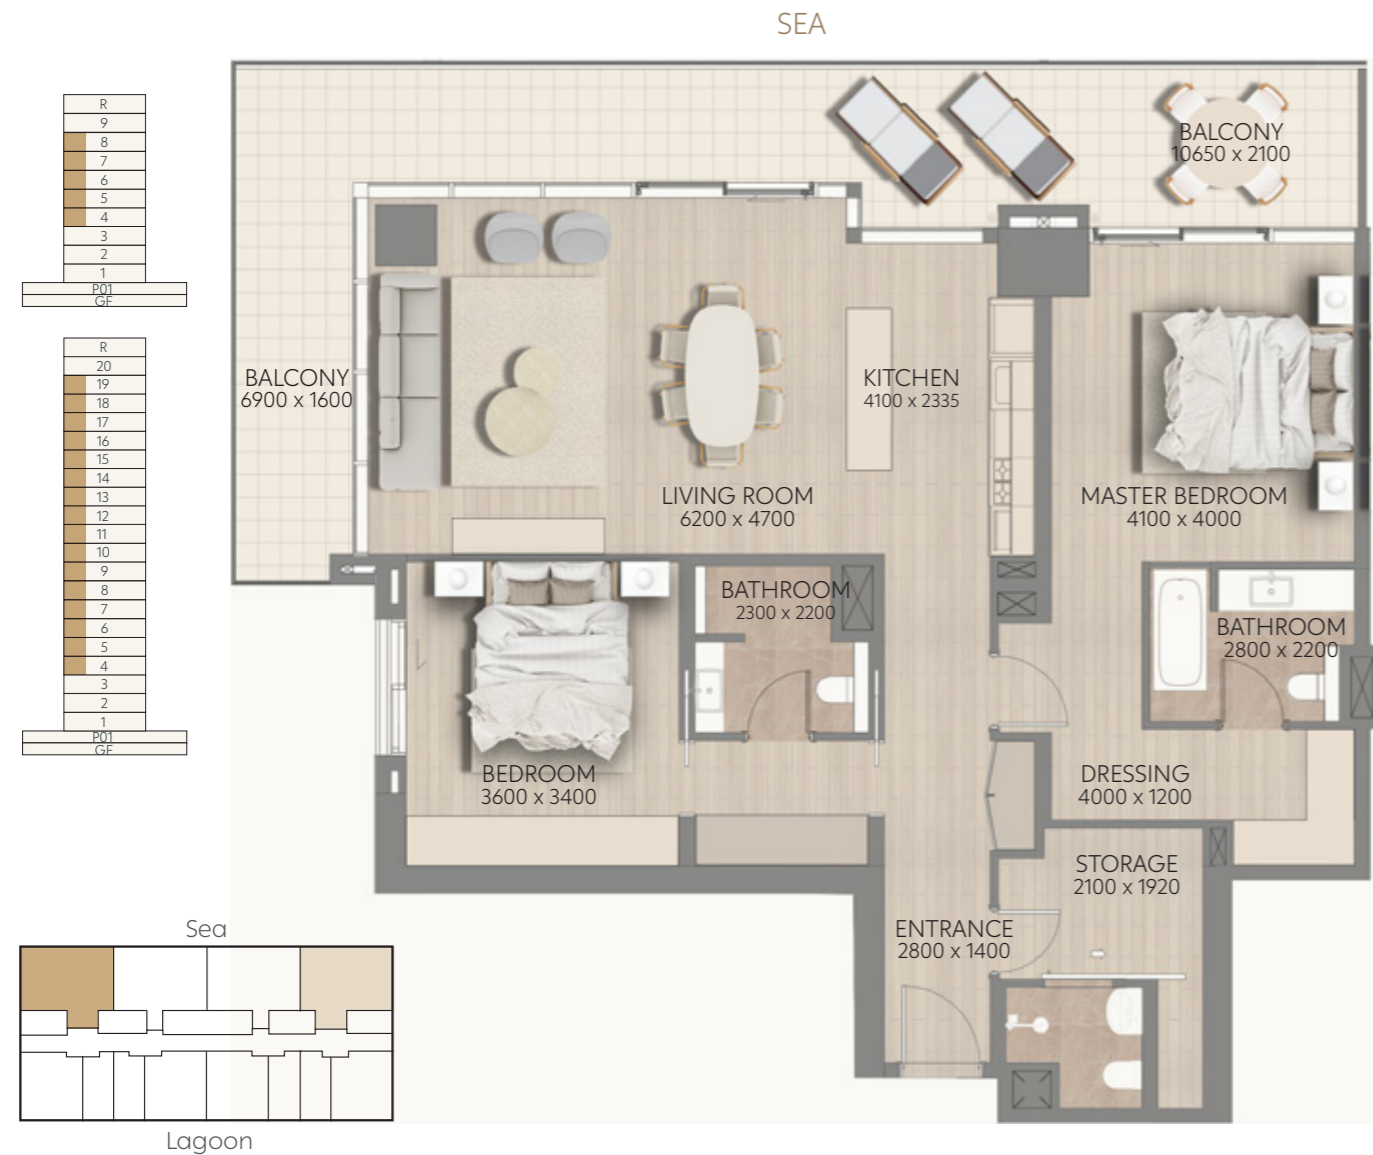 SEA
R
9
8
7
6
5
4
3
2
1
P01
GF
R
20
19
18
17
16
15
14
13
12
11
10
9
8
7
6
5
4
3
2
1
P01
GF
BALCONY
10650 x 2100
BALCONY
6900 x 1600
KITCHEN
4100 x 2335
LIVING ROOM
6200 x 4700
MASTER BEDROOM
4100 x 4000
BATHROOM
2300 x 2200
BATHROOM
2800 x 2200
BEDROOM
3600 x 3400
DRESSING
4000 x 1200
STORAGE
2100 x 1920
ENTRANCE
2800 x 1400
Sea
Lagoon